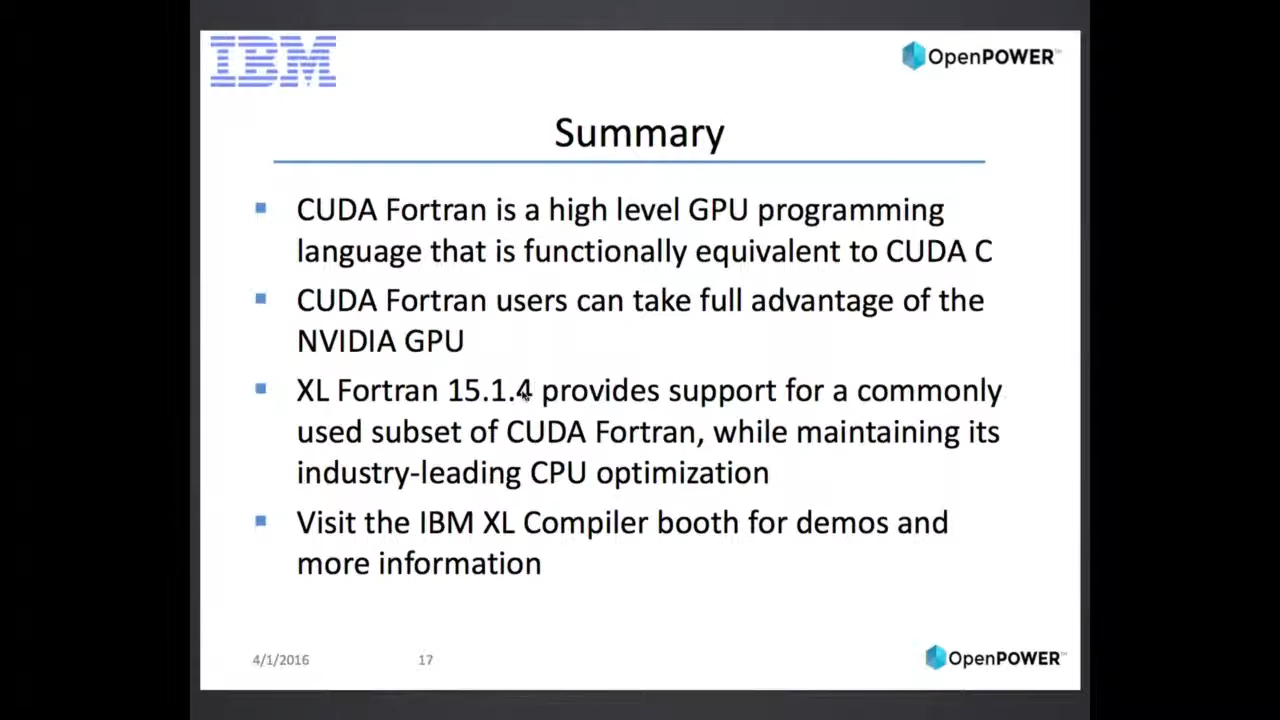 IBM
OpenPOWER™
Summary
CUDA Fortran is a high level GPU programming
language that is functionally equivalent to CUDA C
CUDA Fortran users can take full advantage of the
NVIDIA GPU
XL Fortran 15.1.4 provides support for a commonly
used subset of CUDA Fortran, while maintaining its
industry-leading CPU optimization
Visit the IBM XL Compiler booth for demos and
more information
4/1/2016
17
OpenPOWER™